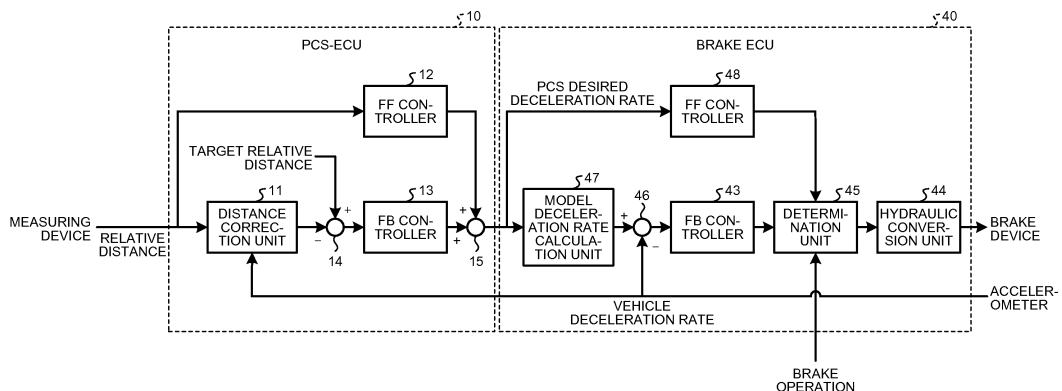 10
40
PCS-ECU
BRAKE ECU
12
FF CON-
TROLLER
PCS DESIRED
DECELERATION RATE
48
FF CON-
TROLLER
TARGET RELATIVE
DISTANCE
11
DISTANCE
CORREC-
TION UNIT
+
−
14
13
FB CON-
TROLLER
+
+
15
47
MODEL
DECELER-
ATION RATE
CALCULA-
TION UNIT
46
+
−
43
FB CON-
TROLLER
45
DETERMI-
NATION
UNIT
44
HYDRAULIC
CONVER-
SION UNIT
MEASURING
DEVICE
RELATIVE
DISTANCE
BRAKE
DEVICE
ACCELER-
OMETER
VEHICLE
DECELERATION RATE
BRAKE
OPERATION